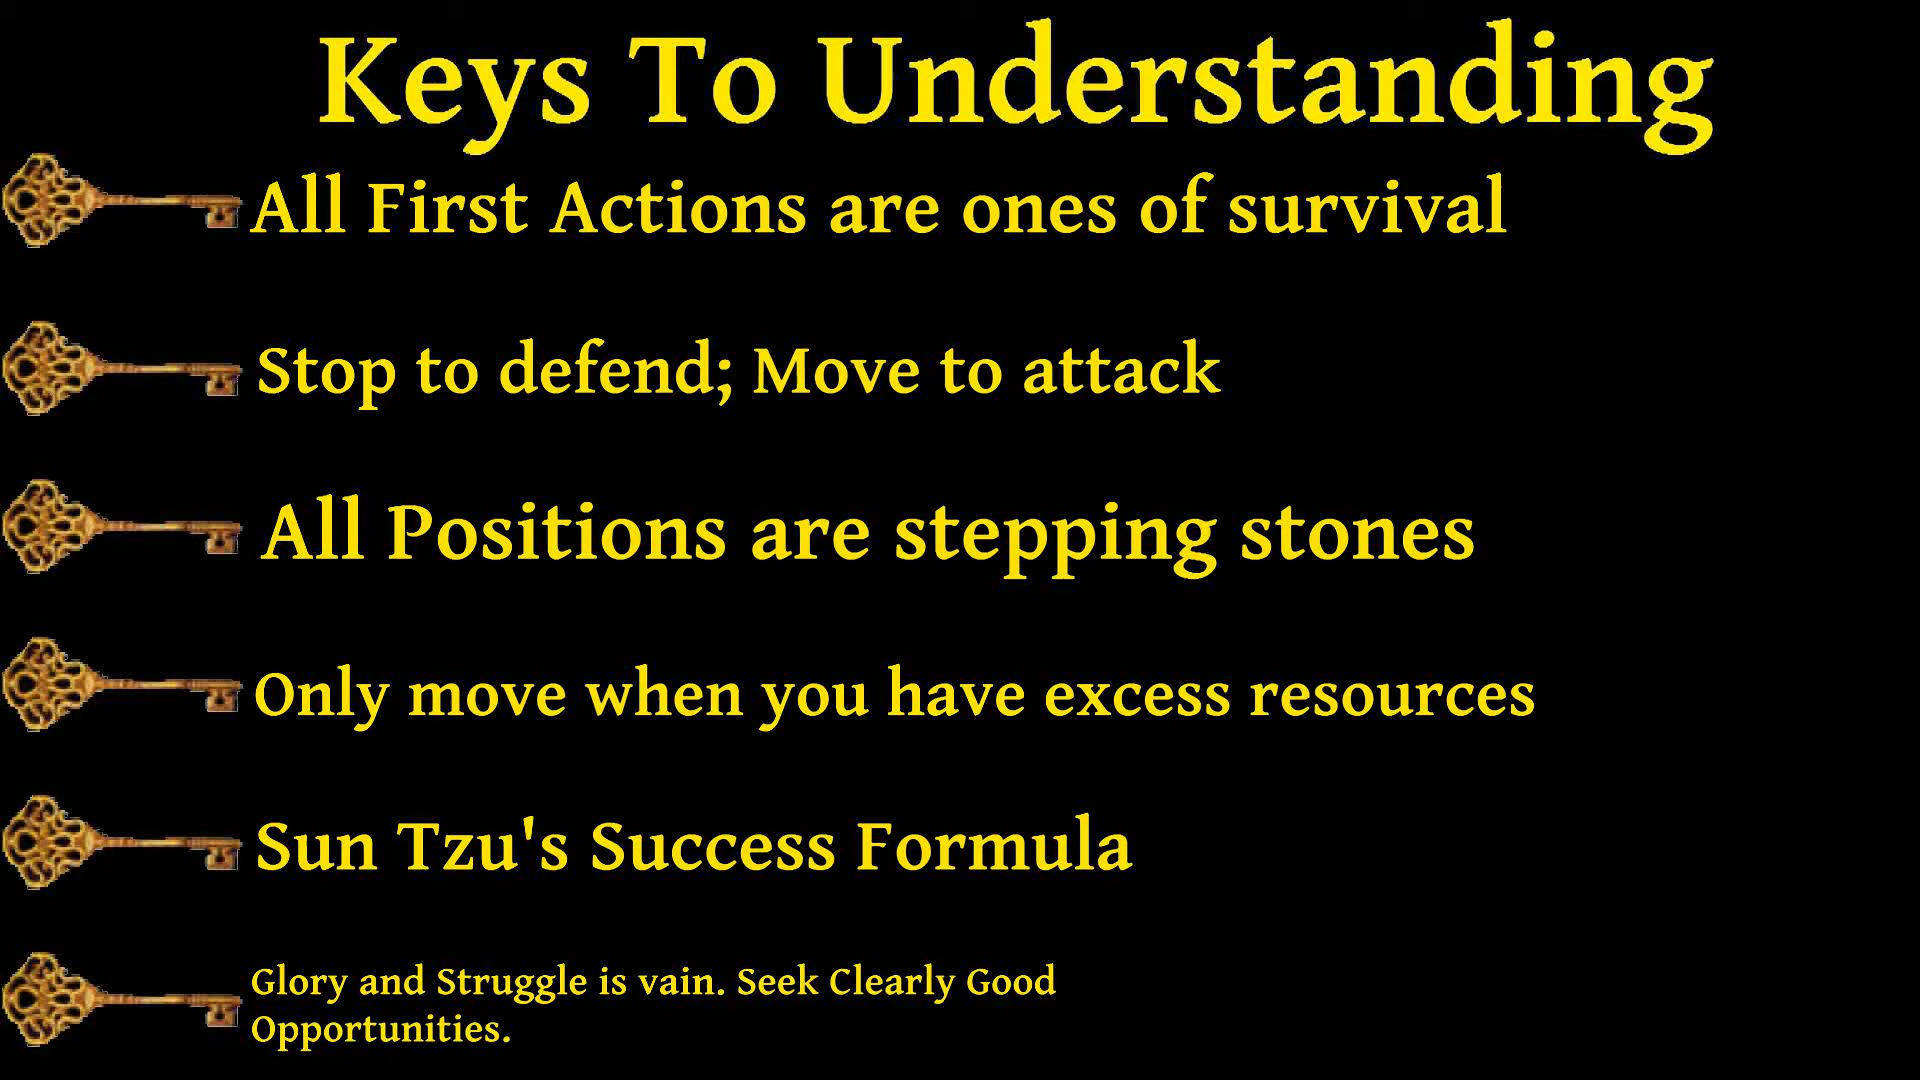 Keys To Understanding
All First Actions are ones of survival
Stop to defend; Move to attack
All Positions are stepping stones
Only move when you have excess resources
Sun Tzu's Success Formula
Glory and Struggle is vain. Seek Clearly Good
Opportunities.